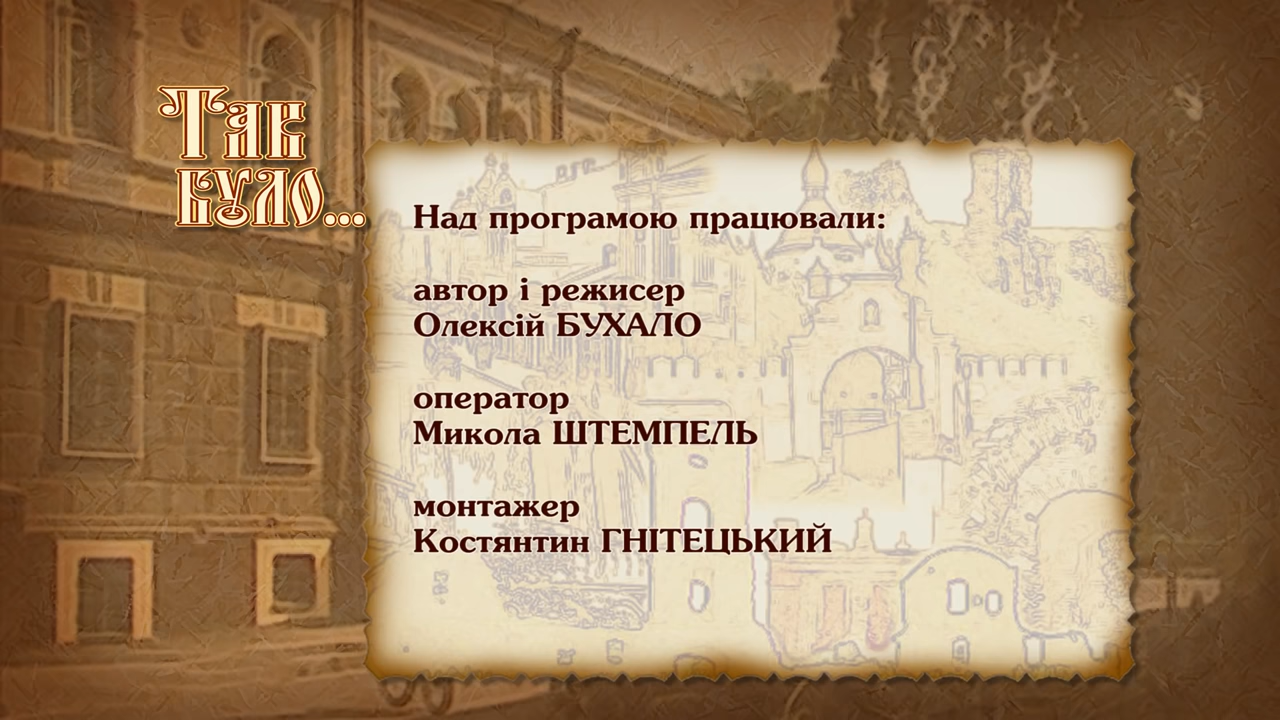 Так
було...
Над програмою працювали:
автор і режисер
Олексій БУХАЛО
оператор
Микола ШТЕМПЕЛЬ
монтажер
Костянтин ГНІТЕЦЬКИЙ